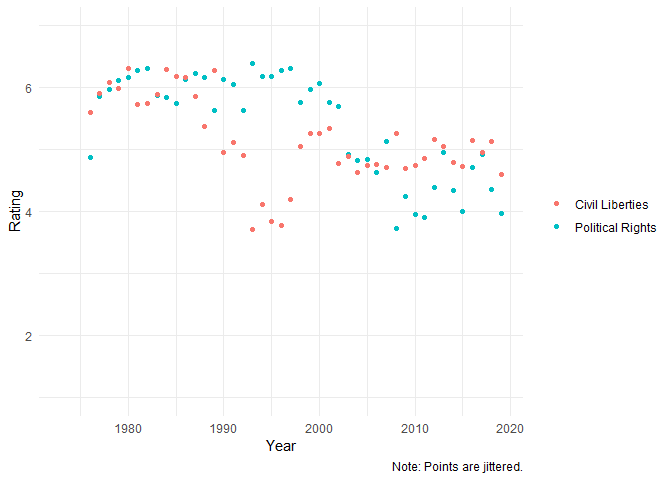 6
4
2
Rating
1980 1990 2000 2010 2020
Year
Civil Liberties
Political Rights
Note: Points are jittered.